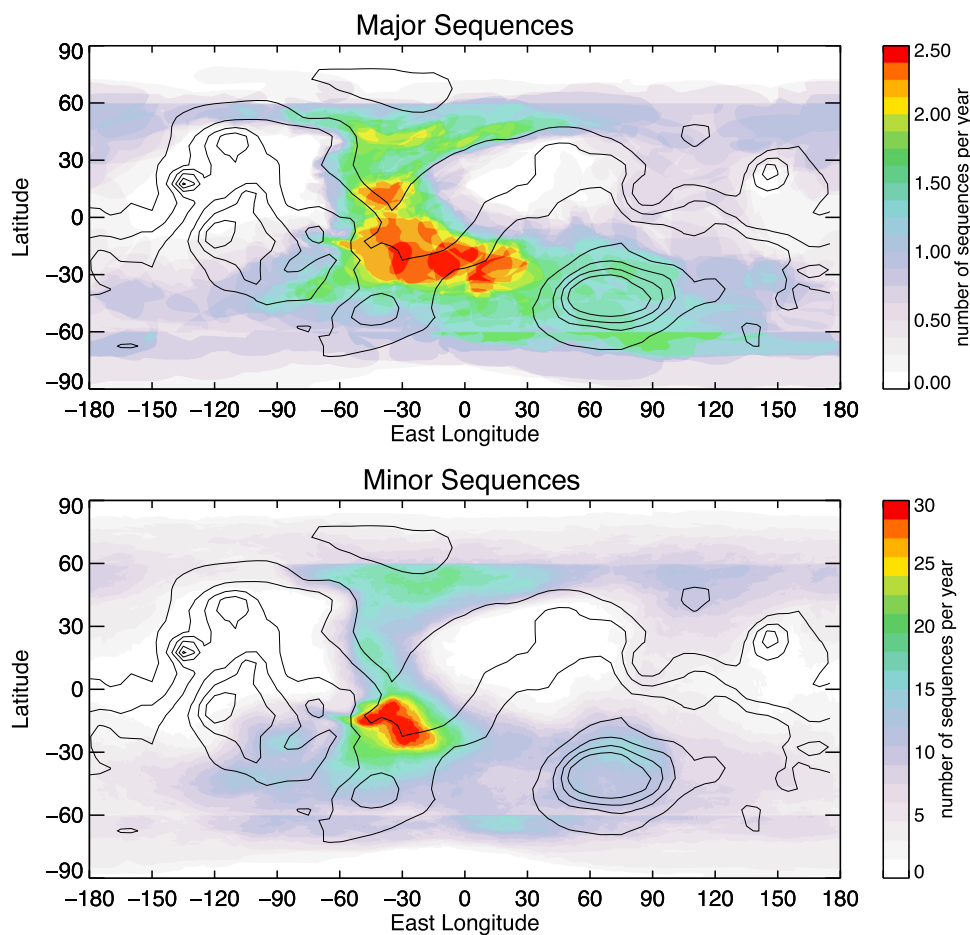 Major Sequences
90
60
30
0
−30
−60
−90
Latitude
−180 −150 −120 −90 −60 −30 0 30 60 90 120 150 180
East Longitude
2.50
2.00
1.50
1.00
0.50
0.00
number of sequences per year
Minor Sequences
90
60
30
0
−30
−60
−90
Latitude
−180 −150 −120 −90 −60 −30 0 30 60 90 120 150 180
East Longitude
30
25
20
15
10
5
0
number of sequences per year